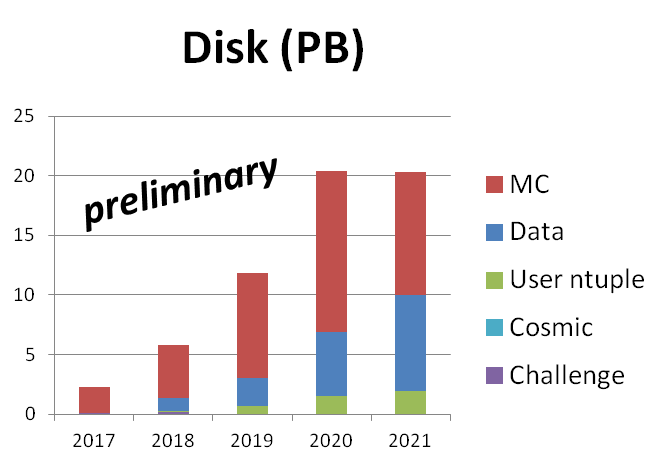 Disk (PB)
25
20
15
10
5
0
preliminary
2017
2018
2019
2020
2021
MC
Data
User ntuple
Cosmic
Challenge